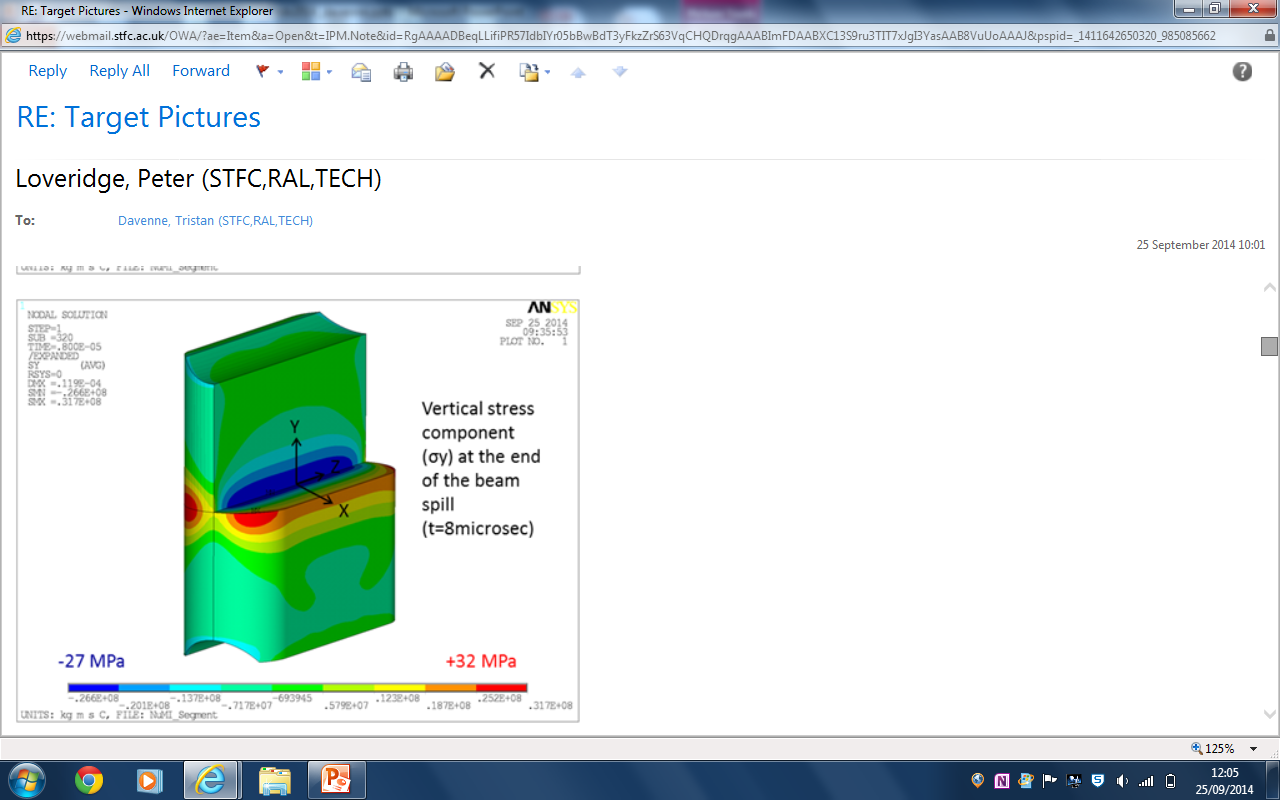 RE: Target Pictures - Windows Internet Explorer
https://webmail.stfc.ac.uk/OWA/?ae=Item&a=Open&t=IPM.Note&id=RgAAAADBeqLLifiPR57IdbIYr05bBwBdT3yFkzZrS63VqCHQDrqgAAABImFDAABXC13S9ru3TIT7xJgI3YasAAB8VuUoAAAJ&pspid=_1411642650320_985085662
Reply Reply All Forward
RE: Target Pictures
Loveridge, Peter (STFC,RAL,TECH)
To: Davenne, Tristan (STFC,RAL,TECH)
25 September 2014 10:01
UNITS: kg m s C, FILE: NuMI_Segment
1
NODAL SOLUTION
STEP=1
SUB =320
TIME=.800E-05
/EXPANDED
SY (AVG)
RSYS=0
DMX =.119E-04
SMN =-.266E+08
SMX =.317E+08
ANSYS
SEP 25 2014
09:35:53
PLOT NO. 1
Y
Z
X
Vertical stress
component
(σy) at the end
of the beam
spill
(t=8microsec)
-27 MPa
+32 MPa
-.266E+08 -.137E+08 -693945 .123E+08 .252E+08
-.201E+08 -.717E+07 .579E+07 .187E+08 .317E+08
UNITS: kg m s C, FILE: NuMI_Segment
125%
12:05
25/09/2014